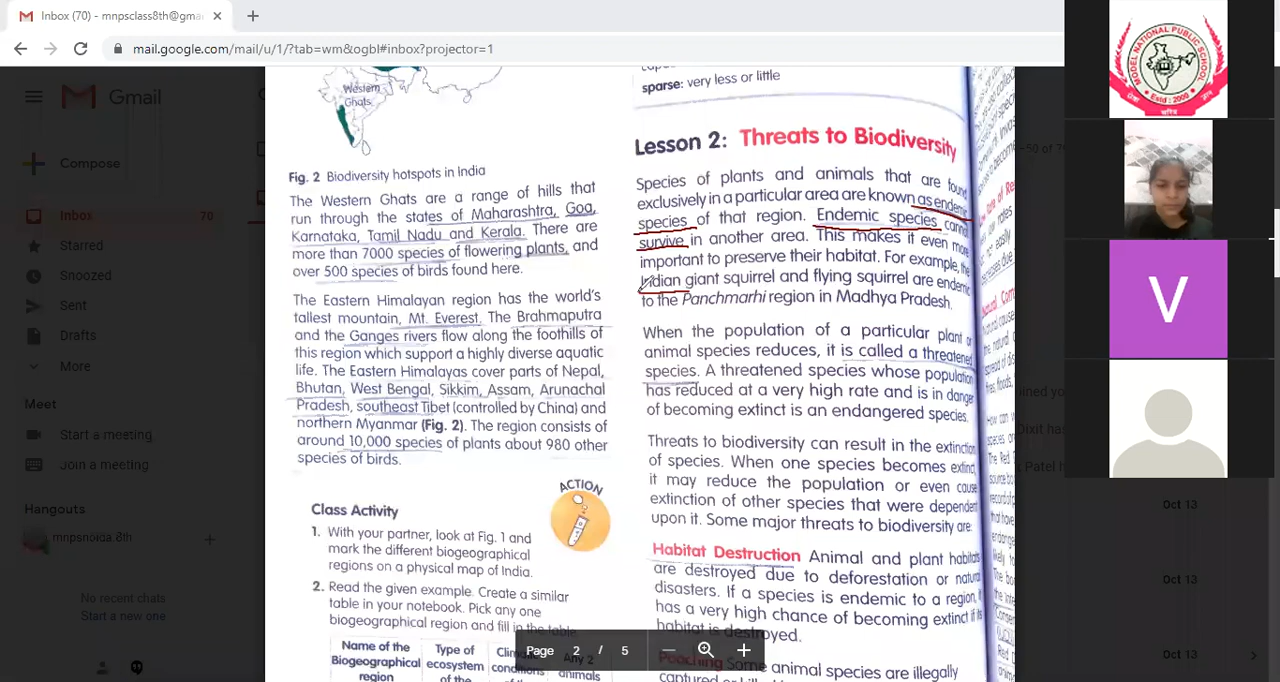 Inbox (70) - mnpsclass8th@gma
mail.google.com/mail/u/1/?tab=wm&ogbl#inbox?projector=1
Gmail
Compose
Inbox 70
Starred
Snoozed
Sent
Drafts
More
Meet
Start a meeting
Join a meeting
Hangouts
mnpsnoida.8th
No recent chats
Start a new one
Western
Ghats
Fig. 2 Biodiversity hotspots in India
The Western Ghats are a range of hills that
run through the states of Maharashtra, Goa,
Karnataka, Tamil Nadu and Kerala. There are
more than 7000 species of flowering plants, and
over 500 species of birds found here.
The Eastern Himalayan region has the world's
tallest mountain, Mt. Everest. The Brahmaputra
and the Ganges rivers flow along the foothills of
this region which support a highly diverse aquatic
life. The Eastern Himalayas cover parts of Nepal,
Bhutan, West Bengal, Sikkim, Assam, Arunachal
Pradesh, southeast Tibet (controlled by China) and
northern Myanmar (Fig. 2). The region consists of
around 10,000 species of plants about 980 other
species of birds.
ACTION
Class Activity
1. With your partner, look at Fig. 1 and
mark the different biogeographical
regions on a physical map of India.
2. Read the given example. Create a similar
table in your notebook. Pick any one
biogeographical region and fill in the table.
Name of the
Biogeographical
region
Type of
ecosystem
of the
conditions
Any 2
animals
sparse: very less or little
Lesson 2: Threats to Biodiversity
Species of plants and animals that are found
exclusively in a particular area are known as endemic
species of that region. Endemic species cannot
survive in another area. This makes it even more
important to preserve their habitat. For example, the
Indian giant squirrel and flying squirrel are endemic
to the Panchmarhi region in Madhya Pradesh.
When the population of a particular plant or
animal species reduces, it is called a threatened
species. A threatened species whose population
has reduced at a very high rate and is in danger
of becoming extinct is an endangered species.
Threats to biodiversity can result in the extinction
of species. When one species becomes extinct,
it may reduce the population or even cause
extinction of other species that were dependent
upon it. Some major threats to biodiversity are:
Habitat Destruction Animal and plant habitats
are destroyed due to deforestation or natural
disasters. If a species is endemic to a region, it
has a very high chance of becoming extinct if its
habitat is destroyed.
Poaching Some animal species are illegally
Page 2 / 5
Oct 13
Oct 13
Oct 13
MODEL NATIONAL PUBLIC SCHOOL
Estd : 2000
V